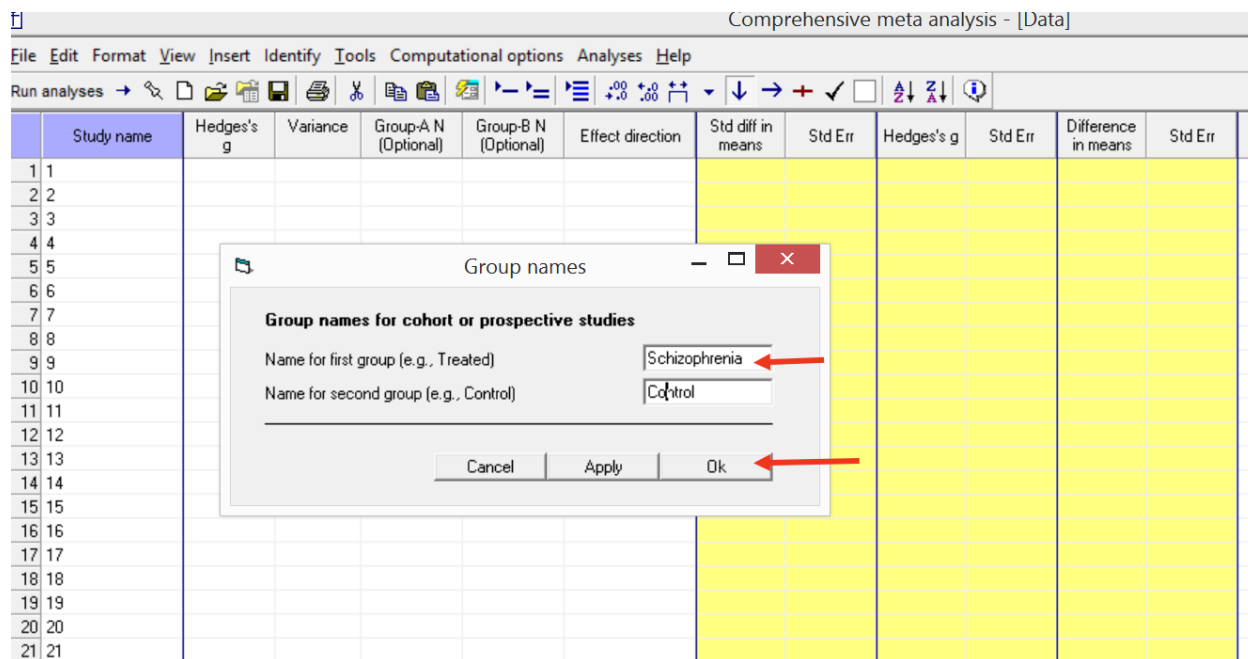 f]
Comprehensive meta analysis - [Data]
File Edit Format View Insert Identify Tools Computational options Analyses Help
Run analyses
Study name Hedges's g Variance Group-A N (Optional) Group-B N (Optional) Effect direction Std diff in means Std Err Hedges's g Std Err Difference in means Std Err
1 1
2 2
3 3
4 4
5 5
6 6
7 7
8 8
9 9
10 10
11 11
12 12
13 13
14 14
15 15
16 16
17 17
18 18
19 19
20 20
21 21
Group names
Group names for cohort or prospective studies
Name for first group (e.g., Treated) Schizophrenia
Name for second group (e.g., Control) Control
Cancel Apply Ok